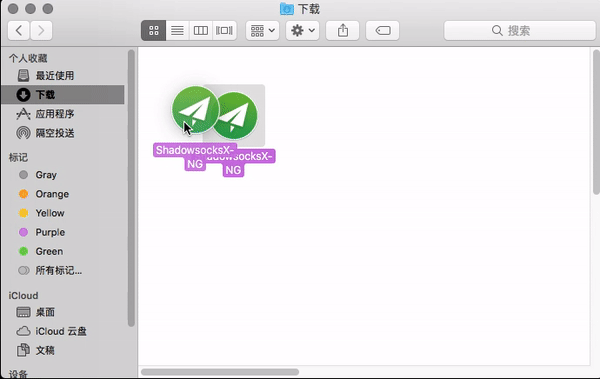 下载
搜索
个人收藏
最近使用
下载
应用程序
隔空投送
标记
Gray
Orange
Yellow
Purple
Green
所有标记...
iCloud
桌面
iCloud 云盘
文稿
设备
ShadowsocksX-
NG
dowsocksX-
NG